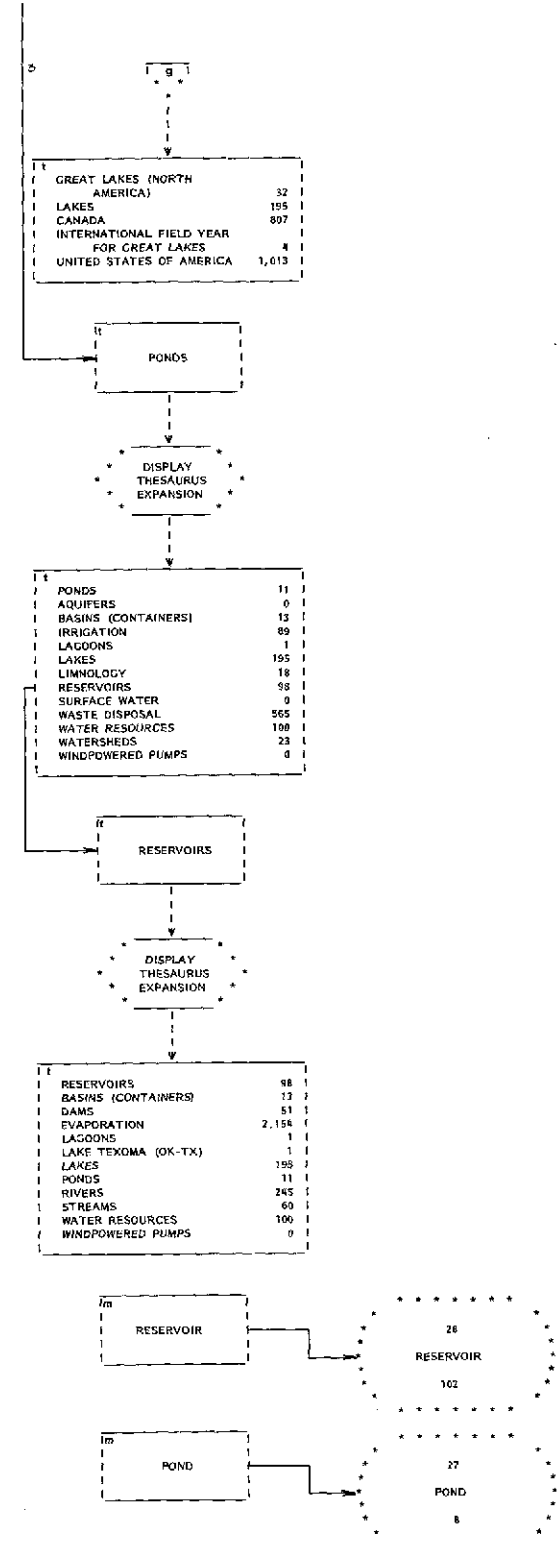 3
g
t
GREAT LAKES (NORTH
AMERICA) 32
LAKES 195
CANADA 807
INTERNATIONAL FIELD YEAR
FOR GREAT LAKES 4
UNITED STATES OF AMERICA 1,013
t
PONDS
DISPLAY
THESAURUS
EXPANSION
t
PONDS 11
AQUIFERS 0
BASINS (CONTAINERS) 13
IRRIGATION 89
LAGOONS 1
LAKES 195
LIMNOLOGY 18
RESERVOIRS 98
SURFACE WATER 0
WASTE DISPOSAL 565
WATER RESOURCES 100
WATERSHEDS 23
WINDPOWERED PUMPS 0
t
RESERVOIRS
DISPLAY
THESAURUS
EXPANSION
t
RESERVOIRS 98
BASINS (CONTAINERS) 13
DAMS 51
EVAPORATION 2,154
LAGOONS 1
LAKE TEXOMA (OK-TX) 1
LAKES 195
PONDS 11
RIVERS 245
STREAMS 60
WATER RESOURCES 100
WINDPOWERED PUMPS 0
m
RESERVOIR
28
RESERVOIR
102
m
POND
27
POND
8